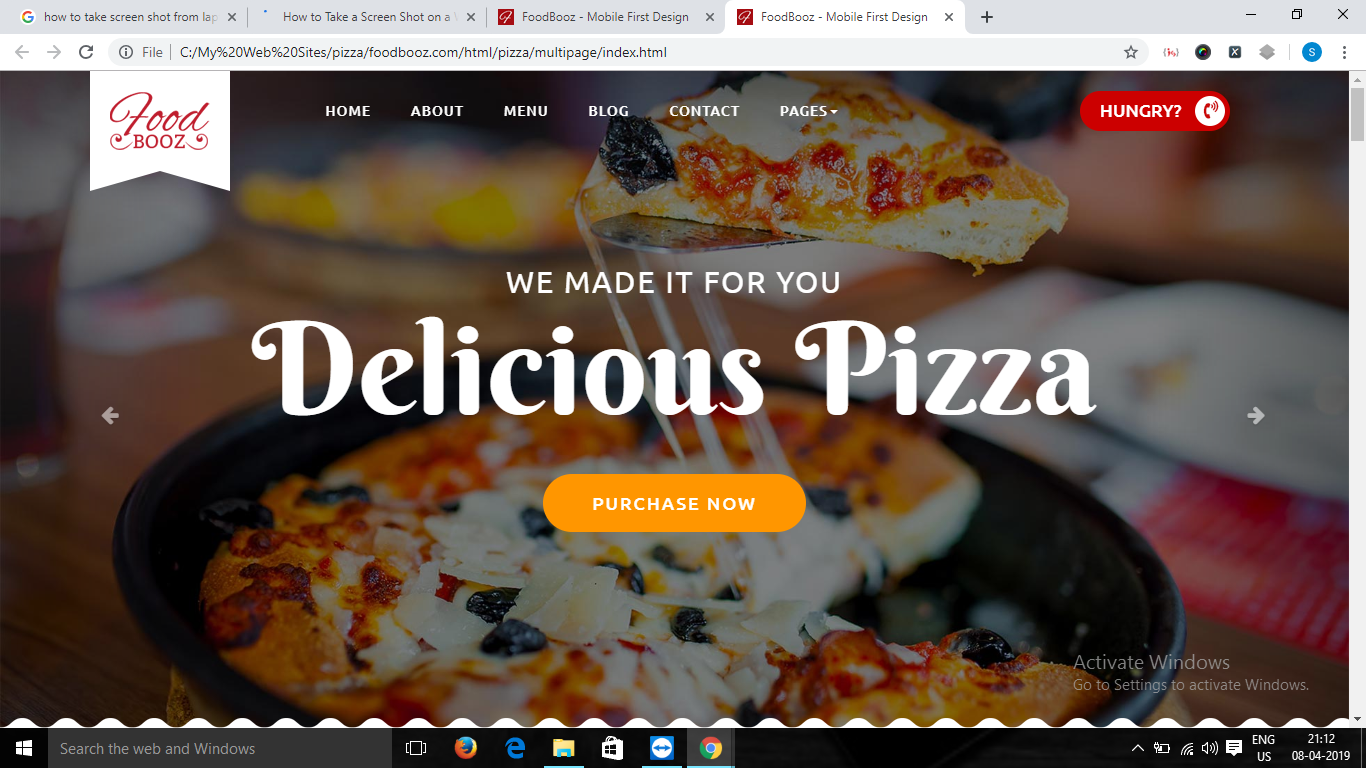 how to take screen shot from lap
How to Take a Screen Shot on a
FoodBooz - Mobile First Design
FoodBooz - Mobile First Design
File
C:/My%20Web%20Sites/pizza/foodbooz.com/html/pizza/multipage/index.html
S
Food
BOOZ
HOME
ABOUT
MENU
BLOG
CONTACT
PAGES
HUNGRY?
WE MADE IT FOR YOU
Delicious Pizza
PURCHASE NOW
Activate Windows
Go to Settings to activate Windows.
Search the web and Windows
ENG
US
21:12
08-04-2019